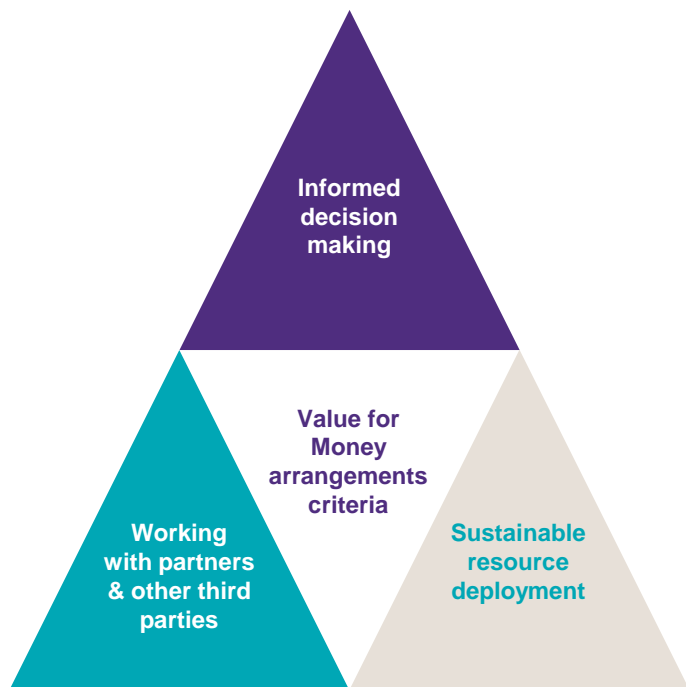 Informed
decision
making
Value for
Money
arrangements
criteria
Working
with partners
& other third
parties
Sustainable
resource
deployment